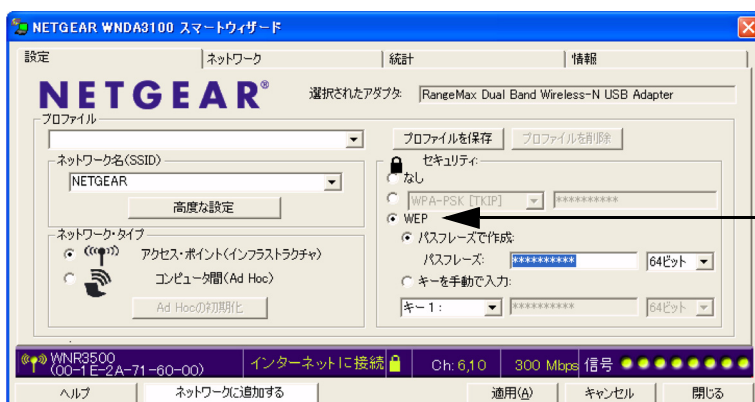 NETGEAR WNDA3100 スマートウィザード
設定 ネットワーク 統計 情報
NETGEAR® 選択されたアダプタ: RangeMax Dual Band Wireless-N USB Adapter
プロファイル
プロファイルを保存 プロファイルを削除
ネットワーク名(SSID)
NETGEAR
高度な設定
ネットワーク・タイプ
アクセス・ポイント(インフラストラクチャ)
コンピュータ間(Ad Hoc)
Ad Hocの初期化
セキュリティ:
なし
WPA-PSK [TKIP] **********
WEP
パスフレーズで作成:
パスフレーズ: ********** 64ビット
キーを手動で入力:
キー 1 : ********** 64ビット
WNR3500
(00-1E-2A-71-60-00) インターネットに接続 Ch: 6,10 300 Mbps 信号
ヘルプ ネットワークに追加する 適用(A) キャンセル 閉じる